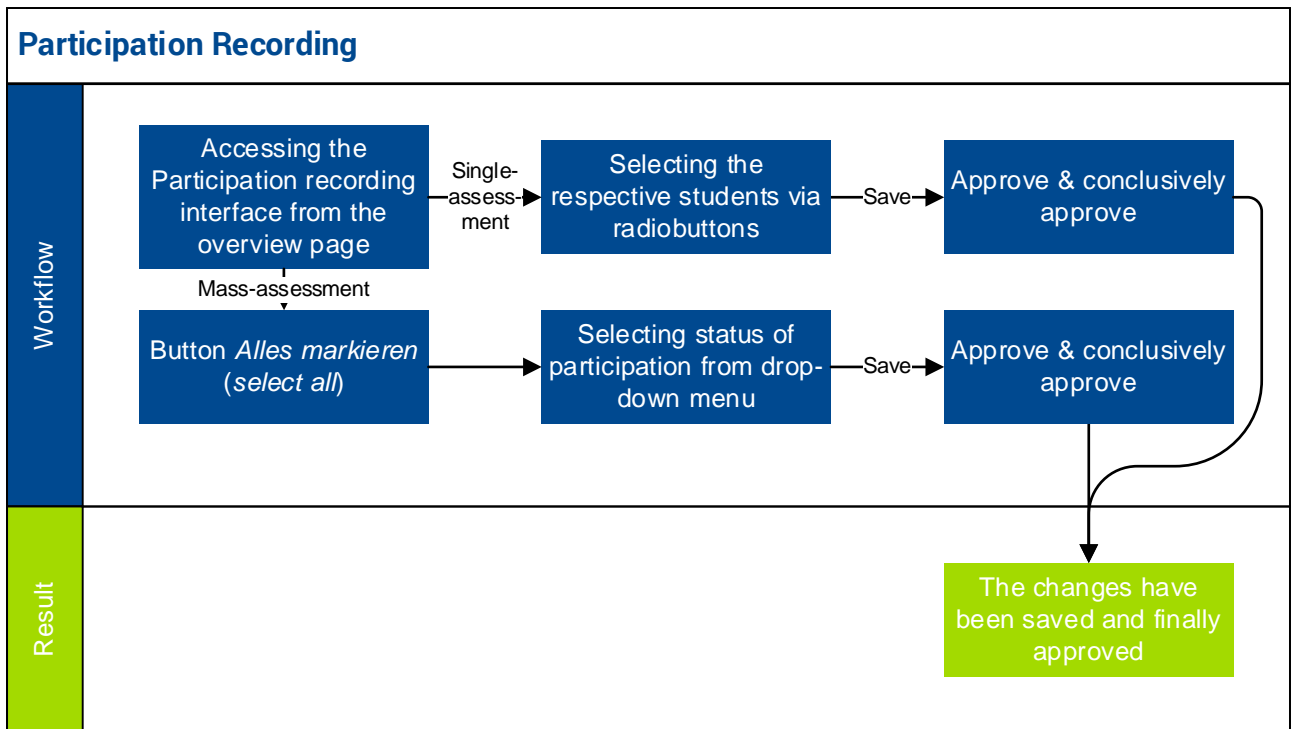 Participation Recording
Workflow
Accessing the
Participation recording
interface from the
overview page
Single-
assess-
ment
Selecting the
respective students via
radiobuttons
Save
Approve & conclusively
approve
Mass-assessment
Button Alles markieren
(select all)
Selecting status of
participation from drop-
down menu
Save
Approve & conclusively
approve
Result
The changes have
been saved and finally
approved